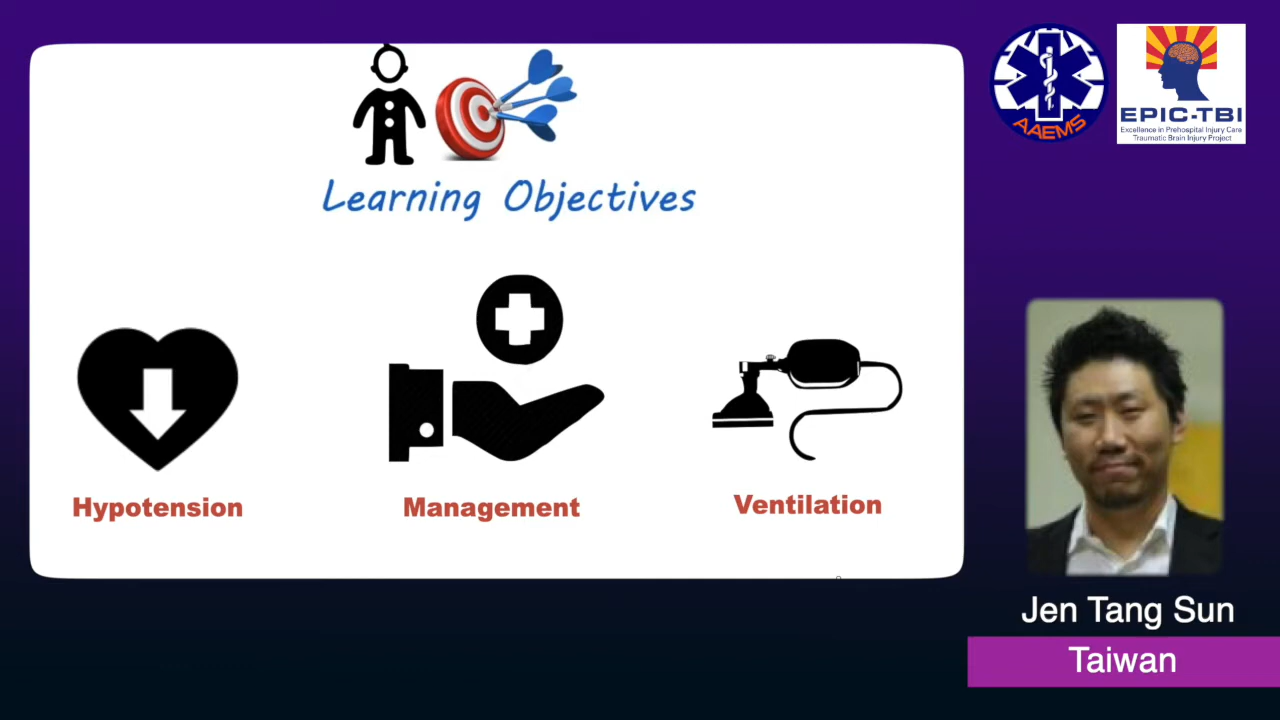 Learning Objectives
Hypotension
Management
Ventilation
AAEMS
EPIC-TBI
Excellence in Prehospital Injury Care
Traumatic Brain Injury Project
Jen Tang Sun
Taiwan